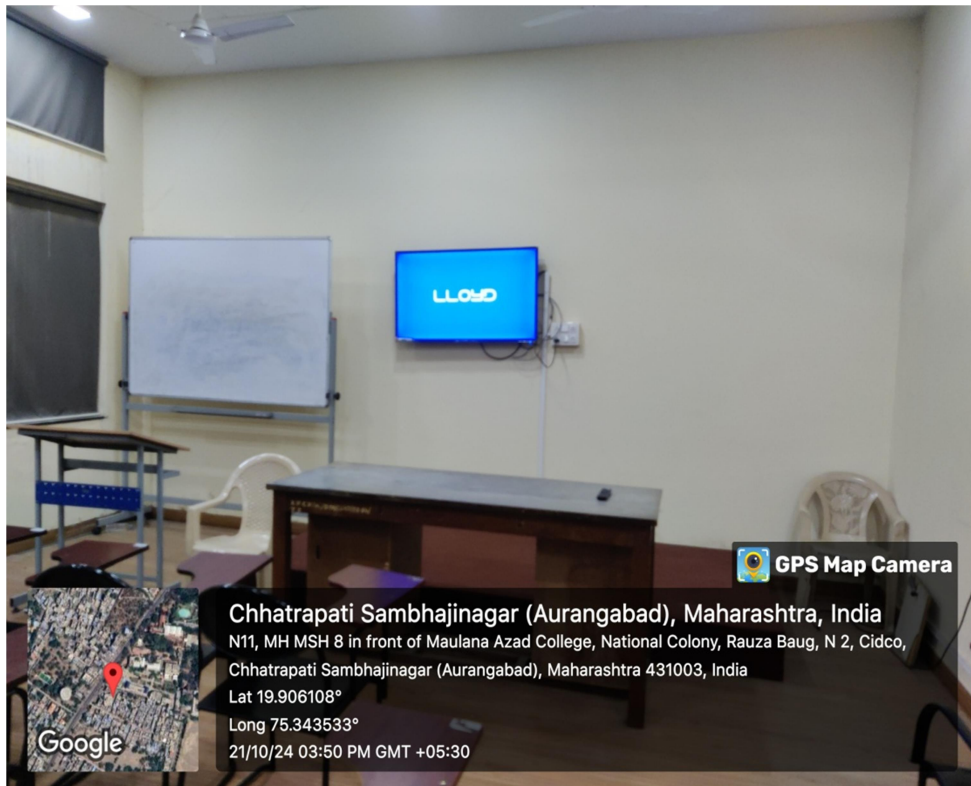 LLOYD
GPS Map Camera
Chhatrapati Sambhajinagar (Aurangabad), Maharashtra, India
N11, MH MSH 8 in front of Maulana Azad College, National Colony, Rauza Baug, N 2, Cidco,
Chhatrapati Sambhajinagar (Aurangabad), Maharashtra 431003, India
Lat 19.906108°
Long 75.343533°
21/10/24 03:50 PM GMT +05:30
Google